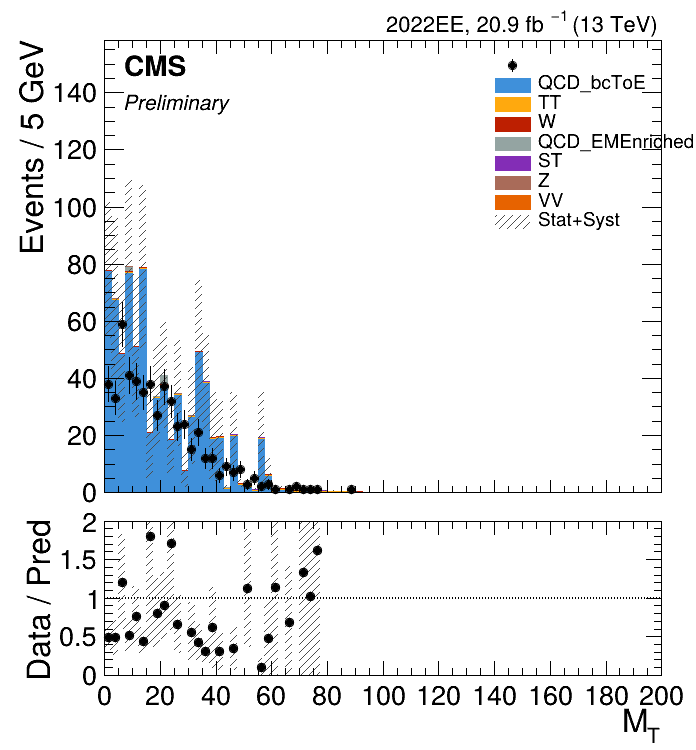 2022EE, 20.9 fb⁻¹ (13 TeV)
CMS
Preliminary
QCD_bcToE
TT
W
QCD_EMEnriched
ST
Z
VV
Stat+Syst
Events / 5 GeV
140
120
100
80
60
40
20
0
Data / Pred
2
1.5
1
0.5
0
0 20 40 60 80 100 120 140 160 180 200
M_T